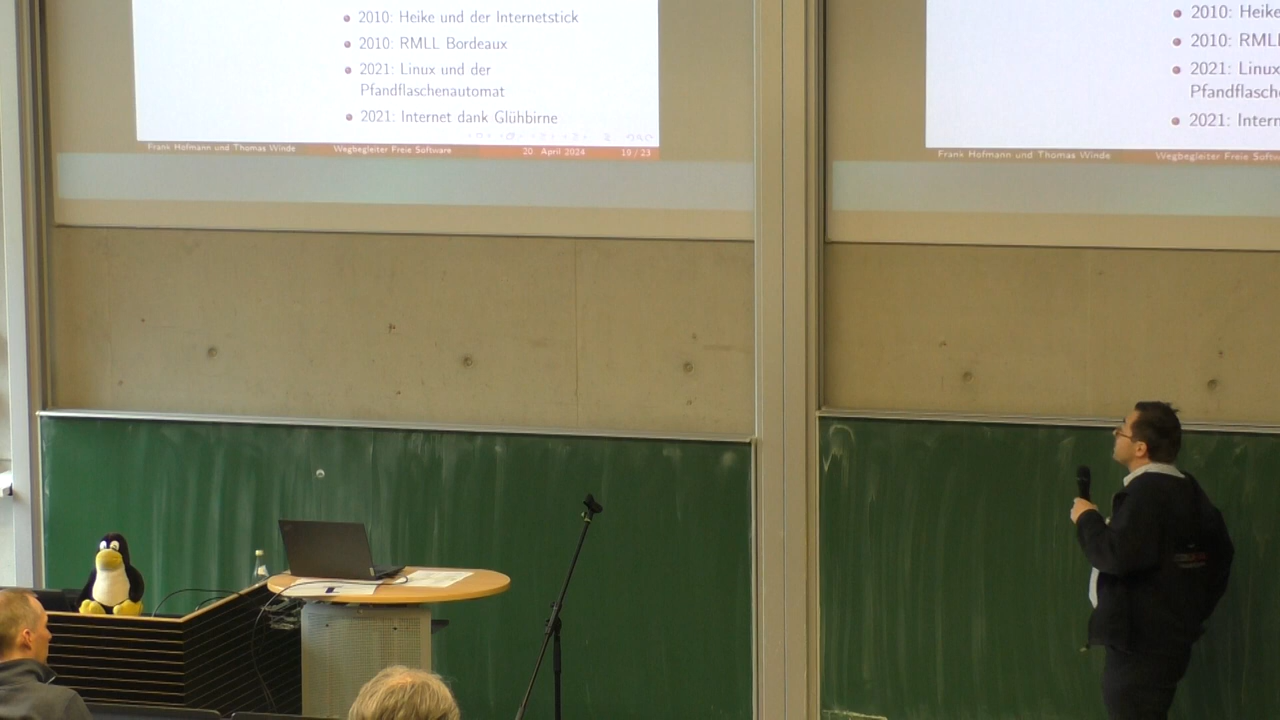 2010: Heike und der Internetstick
2010: RMLL Bordeaux
2021: Linux und der
Pfandflaschenautomat
2021: Internet dank Glühbirne
Frank Hofmann und Thomas Winde Wegbegleiter Freie Software 20. April 2024 19 / 23
2010: Heike
2010: RMLL
2021: Linux
Pfandflasche
2021: Intern
Frank Hofmann und Thomas Winde Wegbegleiter Freie Softw